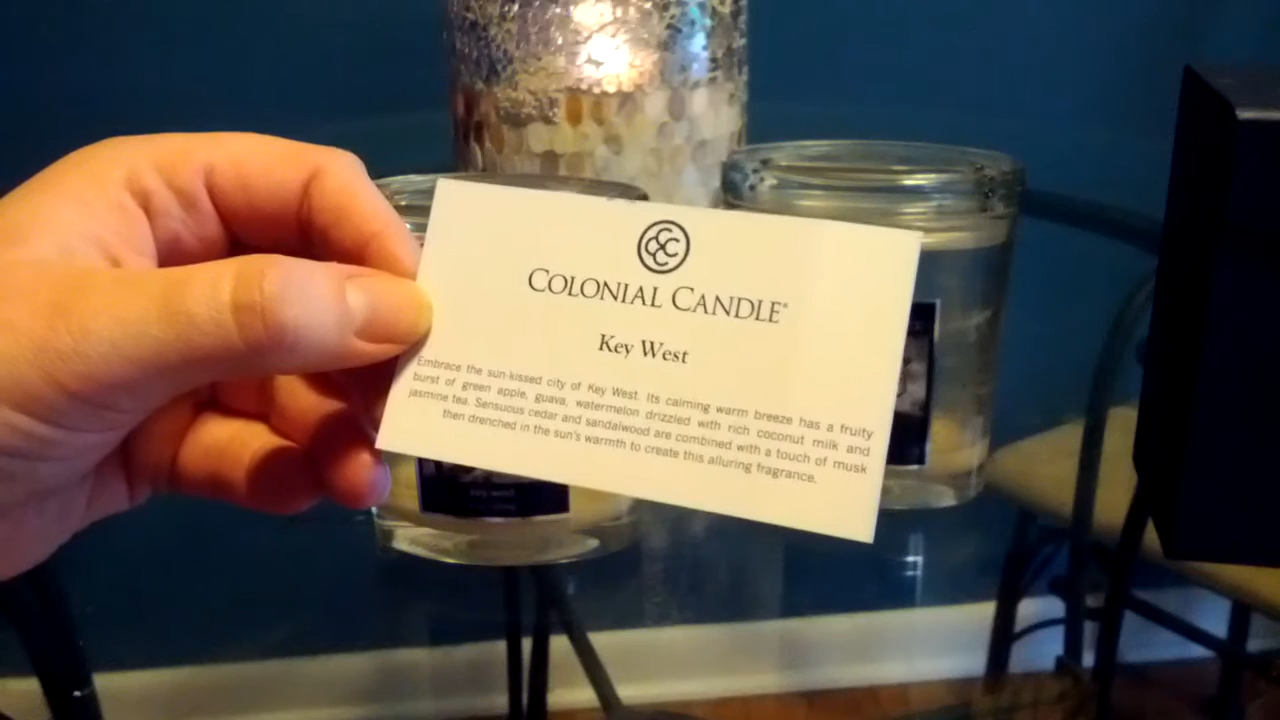 COLONIAL CANDLE®
Key West
Embrace the sun-kissed city of Key West. Its calming warm breeze has a fruity
burst of green apple, guava, watermelon drizzled with rich coconut milk and
jasmine tea. Sensuous cedar and sandalwood are combined with a touch of musk
then drenched in the sun's warmth to create this alluring fragrance.
key west